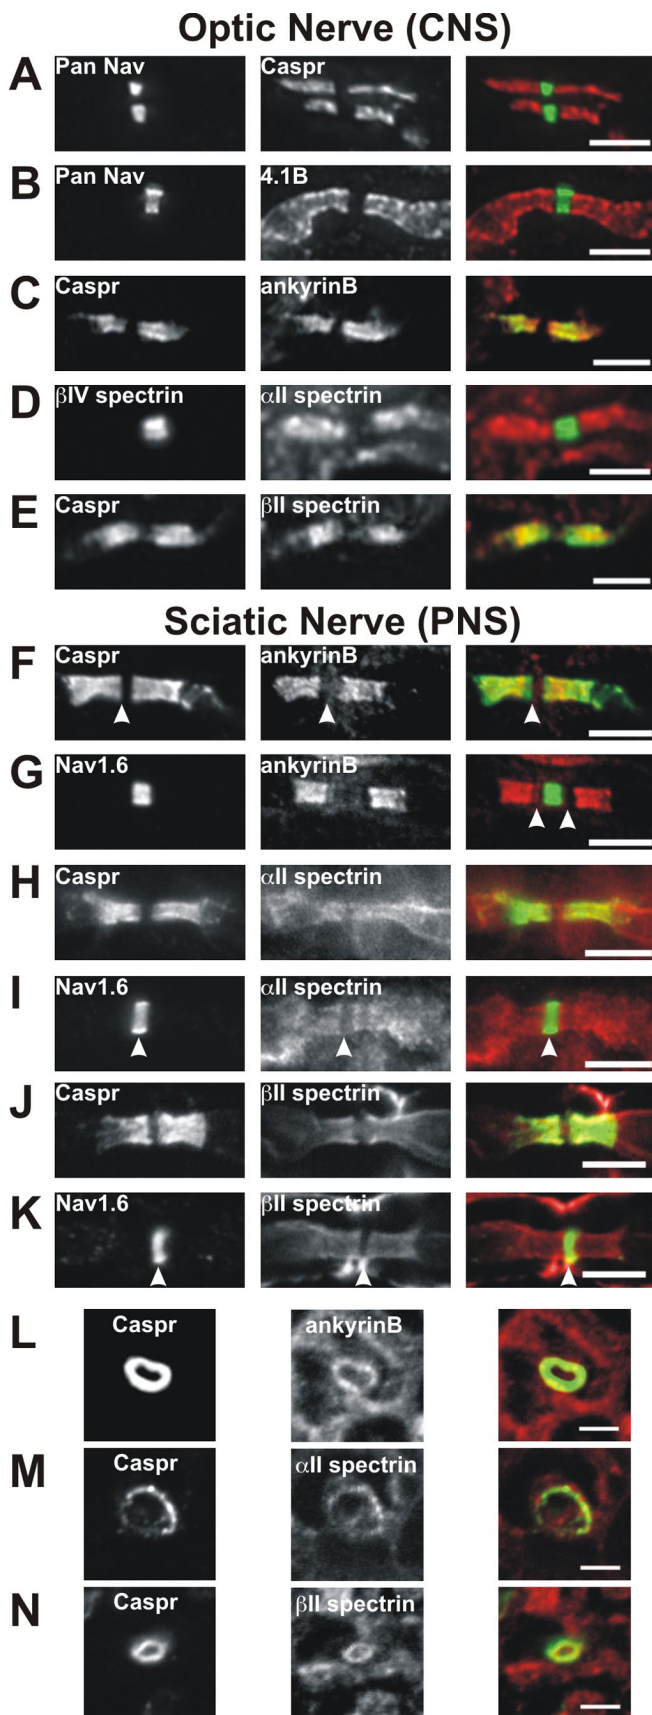 Optic Nerve (CNS)
A Pan Nav Caspr
B Pan Nav 4.1B
C Caspr ankyrinB
D βIV spectrin αII spectrin
E Caspr βII spectrin
Sciatic Nerve (PNS)
F Caspr ankyrinB
G Nav1.6 ankyrinB
H Caspr αII spectrin
I Nav1.6 αII spectrin
J Caspr βII spectrin
K Nav1.6 βII spectrin
L Caspr ankyrinB
M Caspr αII spectrin
N Caspr βII spectrin